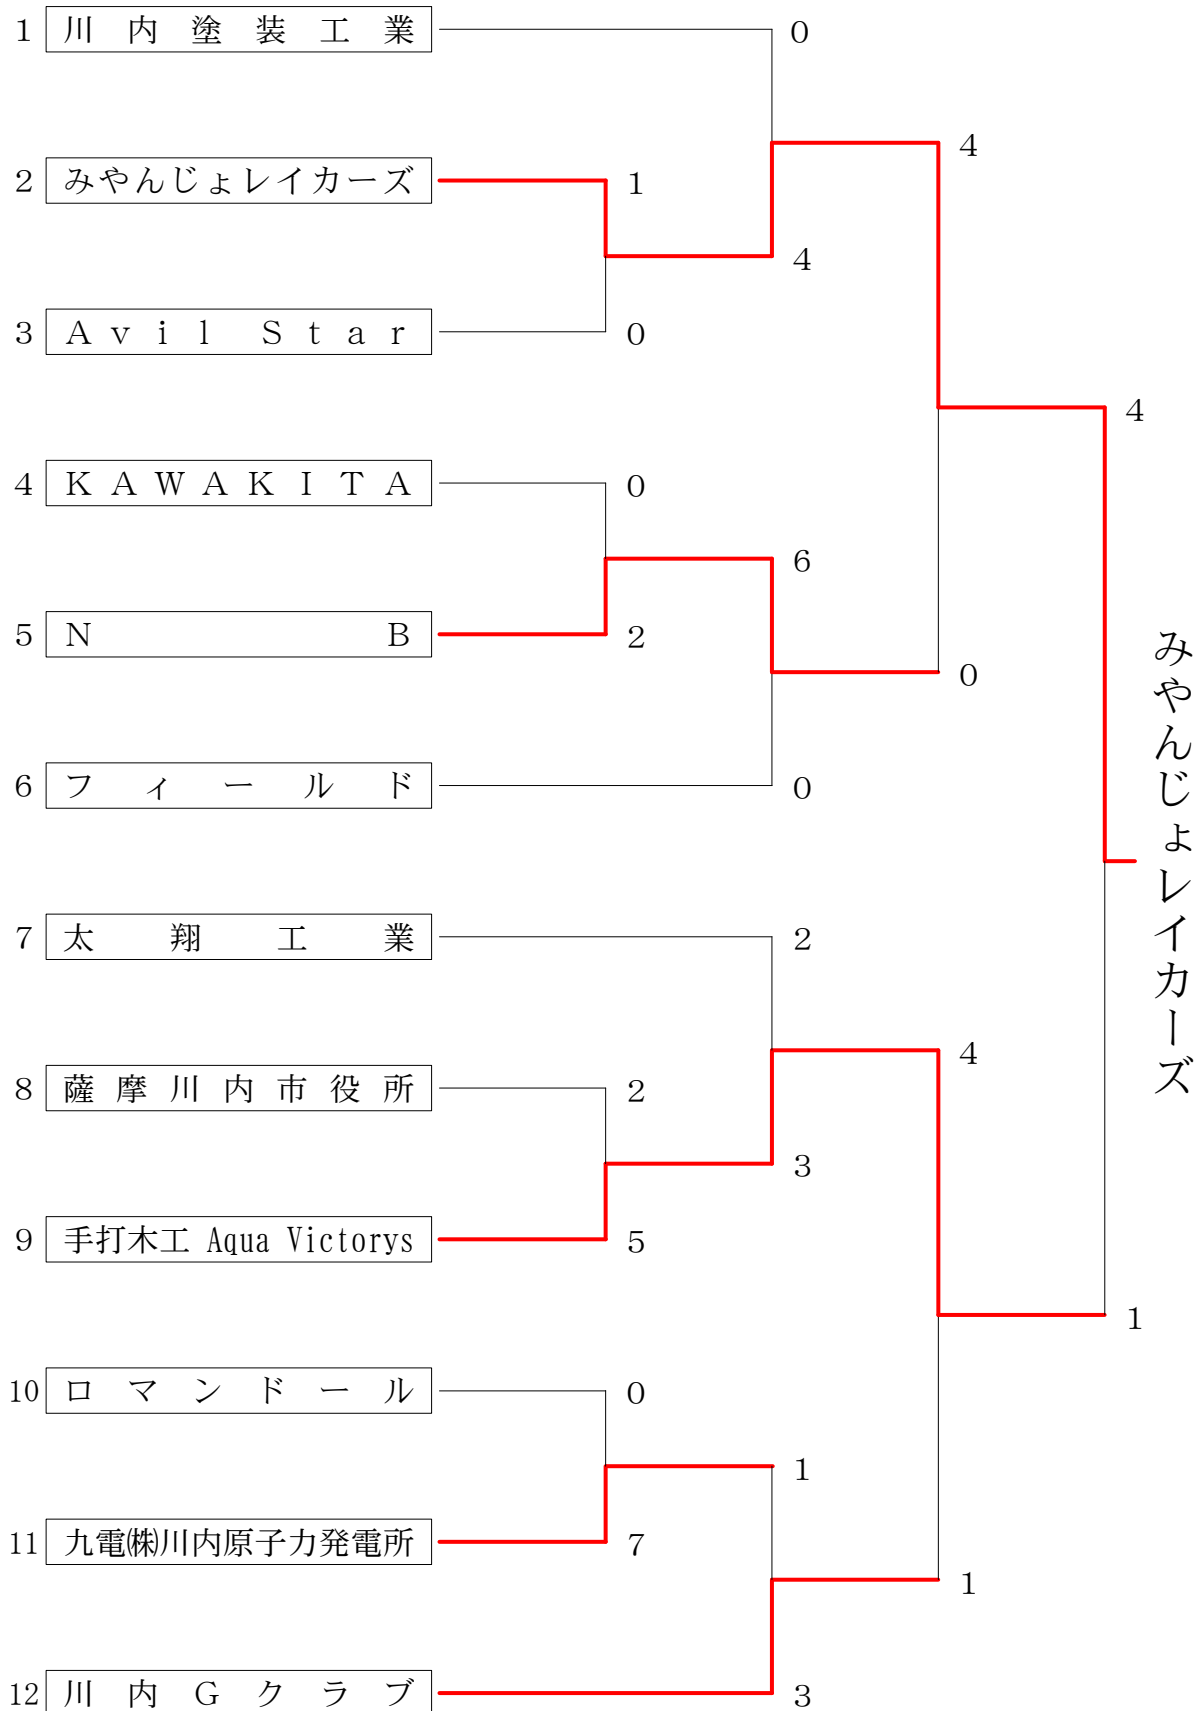 1 川内塗装工業 0
4
2 みやんじょレイカーズ 1
4
3 Avil Star 0
4
4 KAWAKITA 0
6
5 NB 2
0
みやんじょレイカーズ
6 フィールド 0
7 太翔工業 2
4
8 薩摩川内市役所 2
3
9 手打木工 Aqua Victorys 5
1
10 ロマンドール 0
1
11 九電㈱川内原子力発電所 7
1
12 川内Gクラブ 3